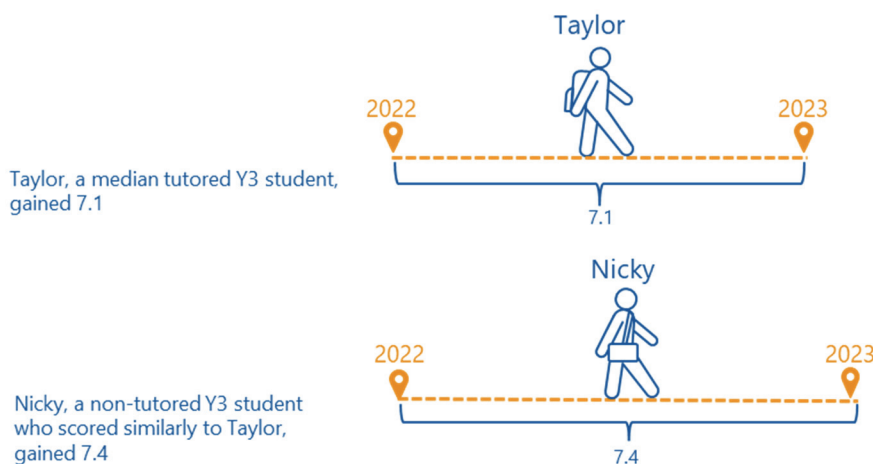 Taylor
2022
2023
Taylor, a median tutored Y3 student,
gained 7.1
7.1
Nicky
2022
2023
Nicky, a non-tutored Y3 student
who scored similarly to Taylor,
gained 7.4
7.4